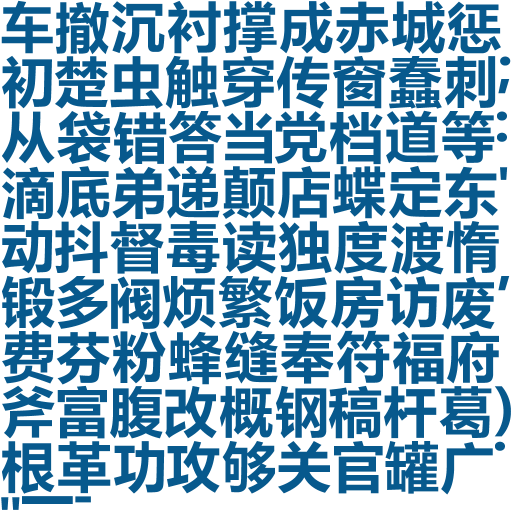 车撤沉衬撑成赤城惩
初楚虫触穿传窗蠢刺;
从袋错答当党档道等:
滴底弟递颠店蝶定东'
动抖督毒读独度渡惰
锻多阀烦繁饭房访废'
费芬粉蜂缝奉符福府
斧富腹改概钢稿杆葛)
根革功攻够关官罐广